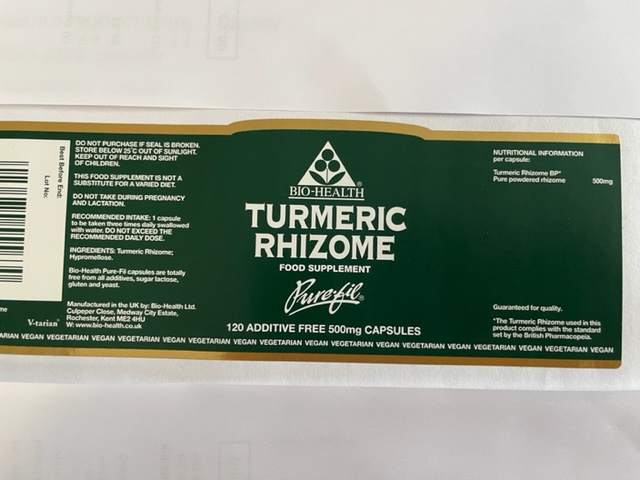 Best Before End:
Lot No:
me
V-tarian
DO NOT PURCHASE IF SEAL IS BROKEN.
STORE BELOW 25°C OUT OF SUNLIGHT.
KEEP OUT OF REACH AND SIGHT
OF CHILDREN.
THIS FOOD SUPPLEMENT IS NOT A
SUBSTITUTE FOR A VARIED DIET.
DO NOT TAKE DURING PREGNANCY
AND LACTATION.
RECOMMENDED INTAKE: 1 capsule
to be taken three times daily swallowed
with water. DO NOT EXCEED THE
RECOMMENDED DAILY DOSE.
INGREDIENTS: Turmeric Rhizome;
Hypromellose.
Bio-Health Pure-Fil capsules are totally
free from all additives, sugar lactose,
gluten and yeast.
Manufactured in the UK by: Bio-Health Ltd.
Culpeper Close, Medway City Estate,
Rochester, Kent ME2 4HU
W: www.bio-health.co.uk
BIO-HEALTH®
TURMERIC
RHIZOME
FOOD SUPPLEMENT
Pure-fil®
120 ADDITIVE FREE 500mg CAPSULES
NUTRITIONAL INFORMATION
per capsule:
Turmeric Rhizome BP*
Pure powdered rhizome 500mg
Guaranteed for quality.
*The Turmeric Rhizome used in this
product complies with the standard
set by the British Pharmacopeia.
ARIAN VEGAN VEGETARIAN VEGAN VEGETARIAN VEGAN VEGETARIAN VEGAN VEGETARIAN VEGAN VEGETARIAN VEGAN VEGETARIAN VEGAN VEGETARIAN VEGAN VEGETARIAN VEGAN